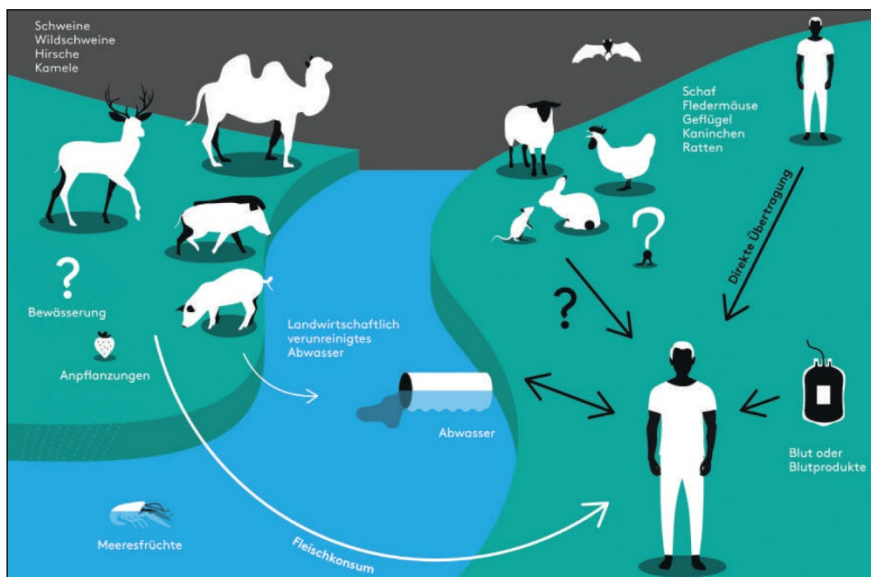 Schweine
Wildschweine
Hirsche
Kamele
Schaf
Fledermäuse
Geflügel
Kaninchen
Ratten
?
Direkte Übertragung
?
Bewässerung
?
Landwirtschaftlich
verunreinigtes
Abwasser
Anpflanzungen
Abwasser
Blut oder
Blutprodukte
Meeresfrüchte
Fleischkonsum